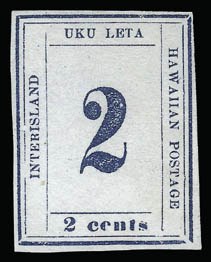 UKU LETA
INTERISLAND
2
HAWAIIAN POSTAGE
2 cents